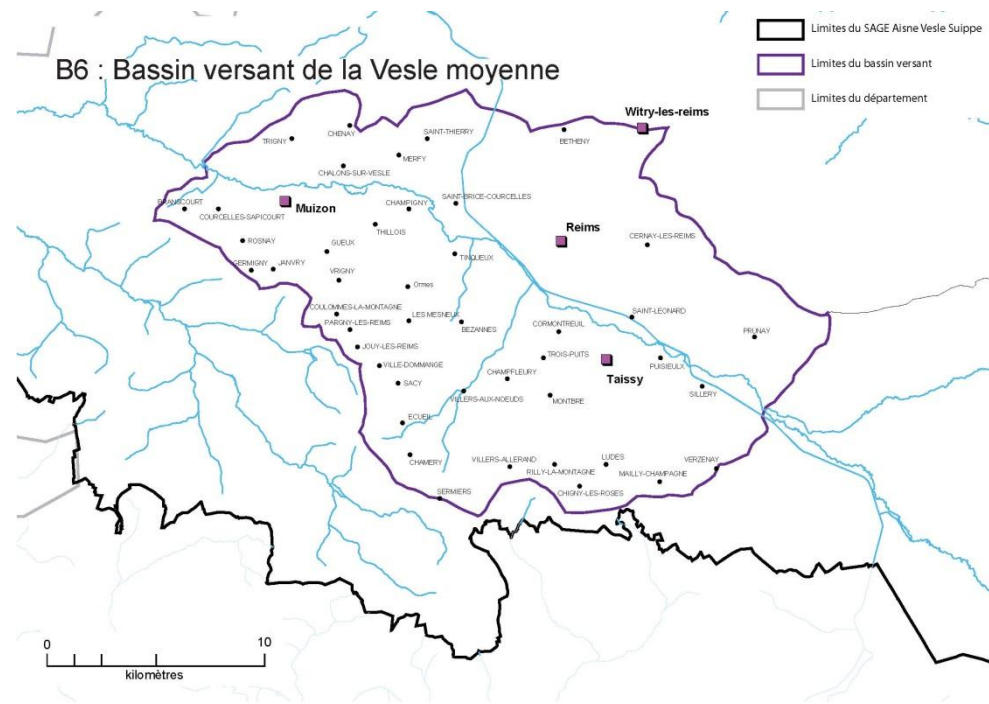 B6 : Bassin versant de la Vesle moyenne
Limites du SAGE Aisne Vesle Suippe
Limites du bassin versant
Limites du département
Witry-les-reims
CHENAY
SAINT-THIERRY
TRIGNY
BETHENY
MERFY
CHALONS-SUR-VESLE
BRANSCOURT
COURCELLES-SAPICOURT
Muizon
CHAMPIGNY
SAINT-BRICE-COURCELLES
THILLOIS
Reims
ROSNAY
GUEUX
CERNAY-LES-REIMS
TINQUEUX
GERMIGNY
JANVRY
VRIGNY
Ormes
COULOMMES-LA-MONTAGNE
PARGNY-LES-REIMS
LES MESNEUX
BEZANNES
CORMONTREUIL
SAINT-LEONARD
PRUNAY
JOUY-LES-REIMS
VILLE-DOMMANGE
TROIS-PUITS
PUISIEULX
CHAMPFLEURY
Taissy
SACY
VILLERS-AUX-NOEUDS
MONTBRE
SILLERY
ECUEIL
CHAMERY
VILLERS-ALLERAND
RILLY-LA-MONTAGNE
LUDES
MAILLY-CHAMPAGNE
VERZENAY
SERMIERS
CHIGNY-LES-ROSES
0 10
kilomètres